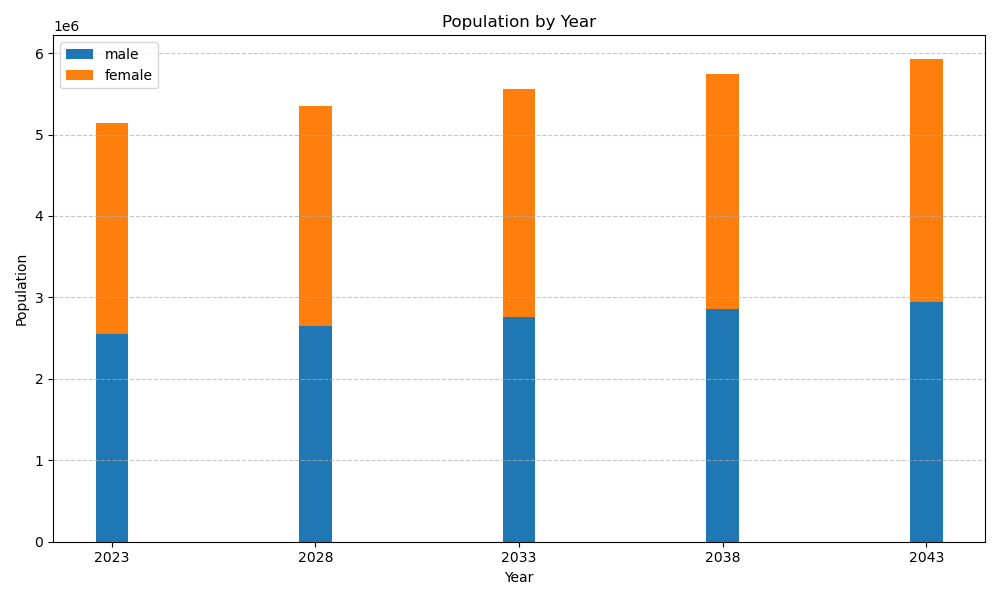 Population by Year
1e6
male
female
6
5
4
3
2
1
0
Population
2023 2028 2033 2038 2043
Year